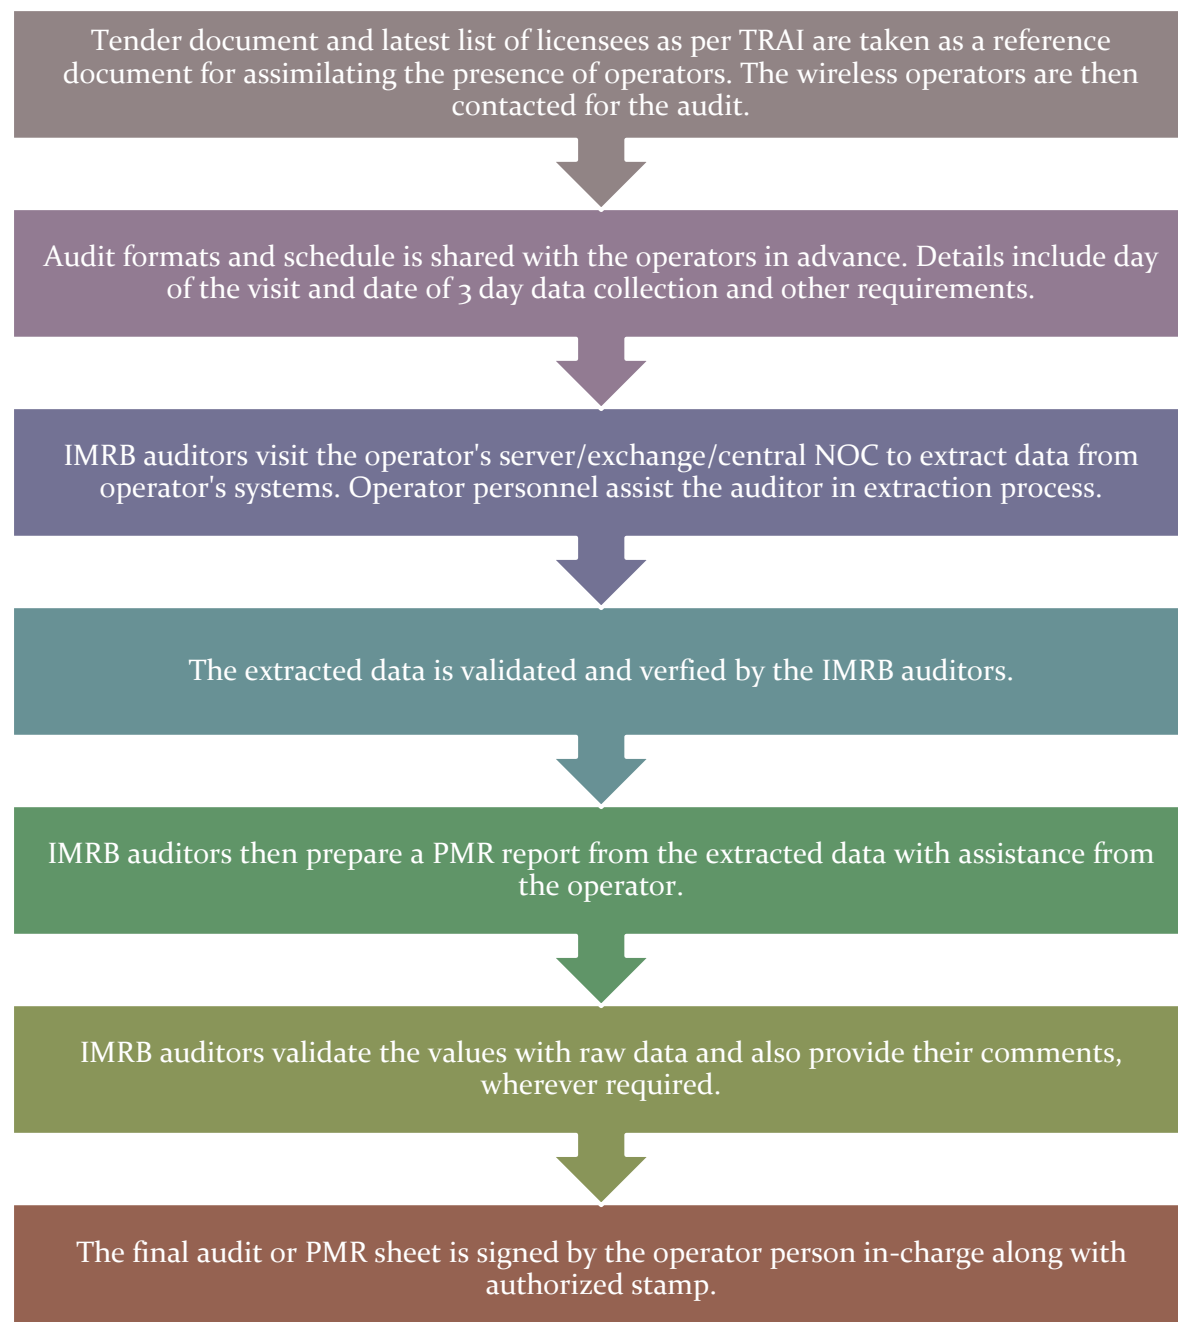 Tender document and latest list of licensees as per TRAI are taken as a reference
document for assimilating the presence of operators. The wireless operators are then
contacted for the audit.
Audit formats and schedule is shared with the operators in advance. Details include day
of the visit and date of 3 day data collection and other requirements.
IMRB auditors visit the operator's server/exchange/central NOC to extract data from
operator's systems. Operator personnel assist the auditor in extraction process.
The extracted data is validated and verfied by the IMRB auditors.
IMRB auditors then prepare a PMR report from the extracted data with assistance from
the operator.
IMRB auditors validate the values with raw data and also provide their comments,
wherever required.
The final audit or PMR sheet is signed by the operator person in-charge along with
authorized stamp.